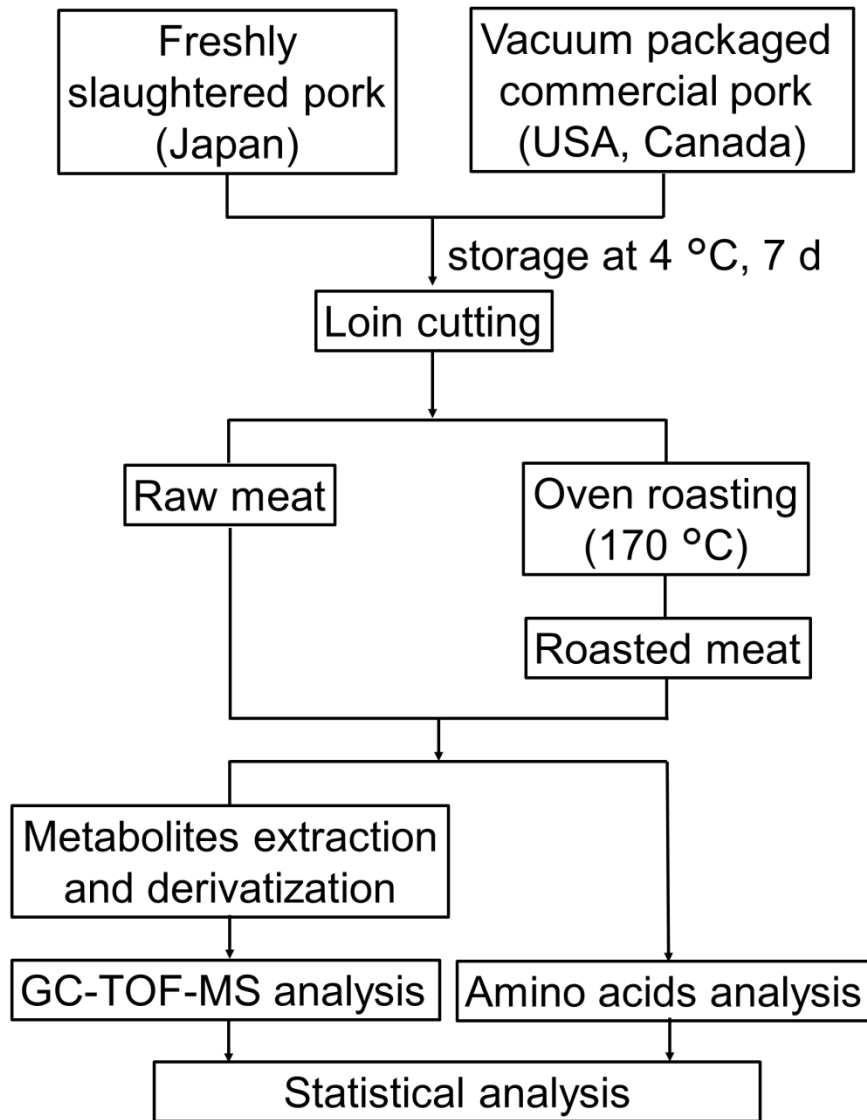 Freshly
slaughtered pork
(Japan)
Vacuum packaged
commercial pork
(USA, Canada)
storage at 4 °C, 7 d
Loin cutting
Raw meat
Oven roasting
(170 °C)
Roasted meat
Metabolites extraction
and derivatization
GC-TOF-MS analysis
Amino acids analysis
Statistical analysis